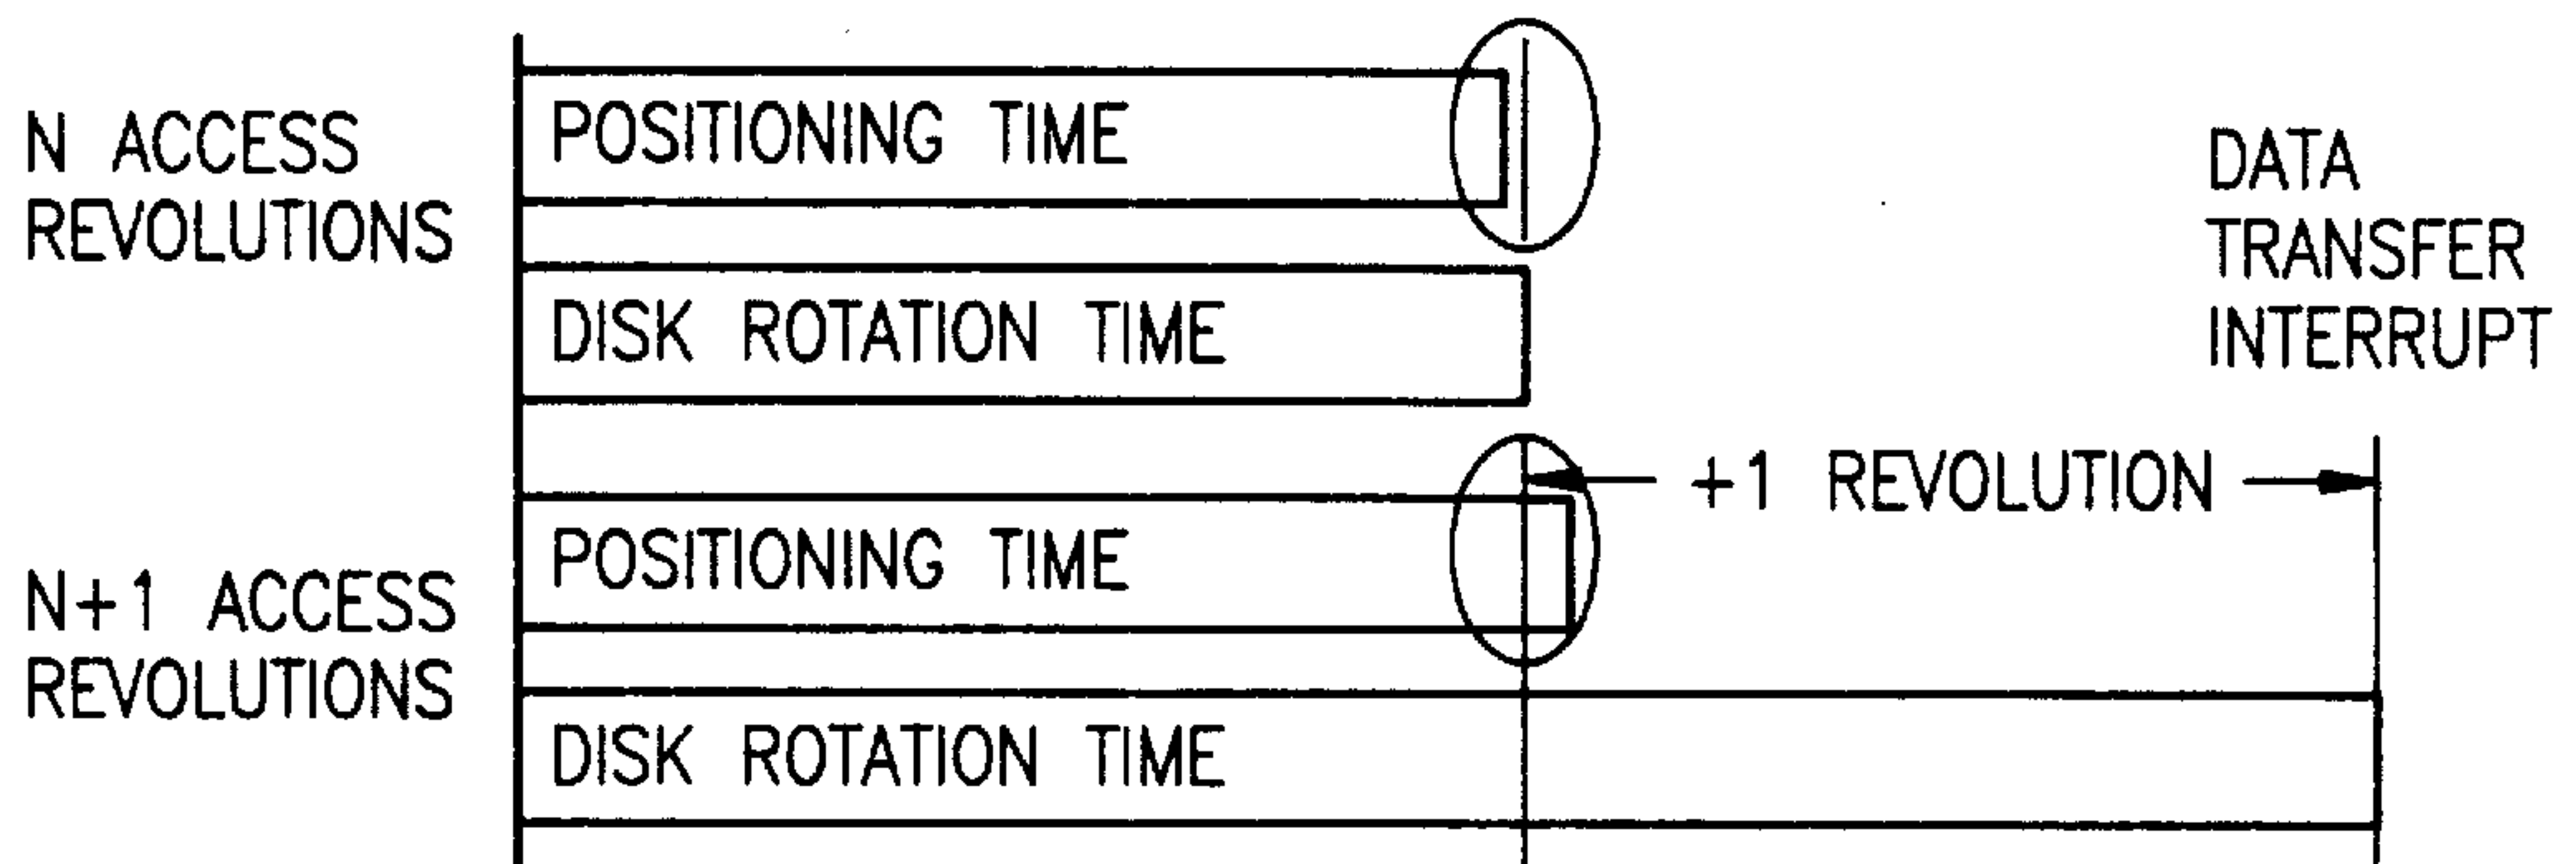 N ACCESS
REVOLUTIONS
POSITIONING TIME
DISK ROTATION TIME
DATA
TRANSFER
INTERRUPT
+1 REVOLUTION
N+1 ACCESS
REVOLUTIONS
POSITIONING TIME
DISK ROTATION TIME